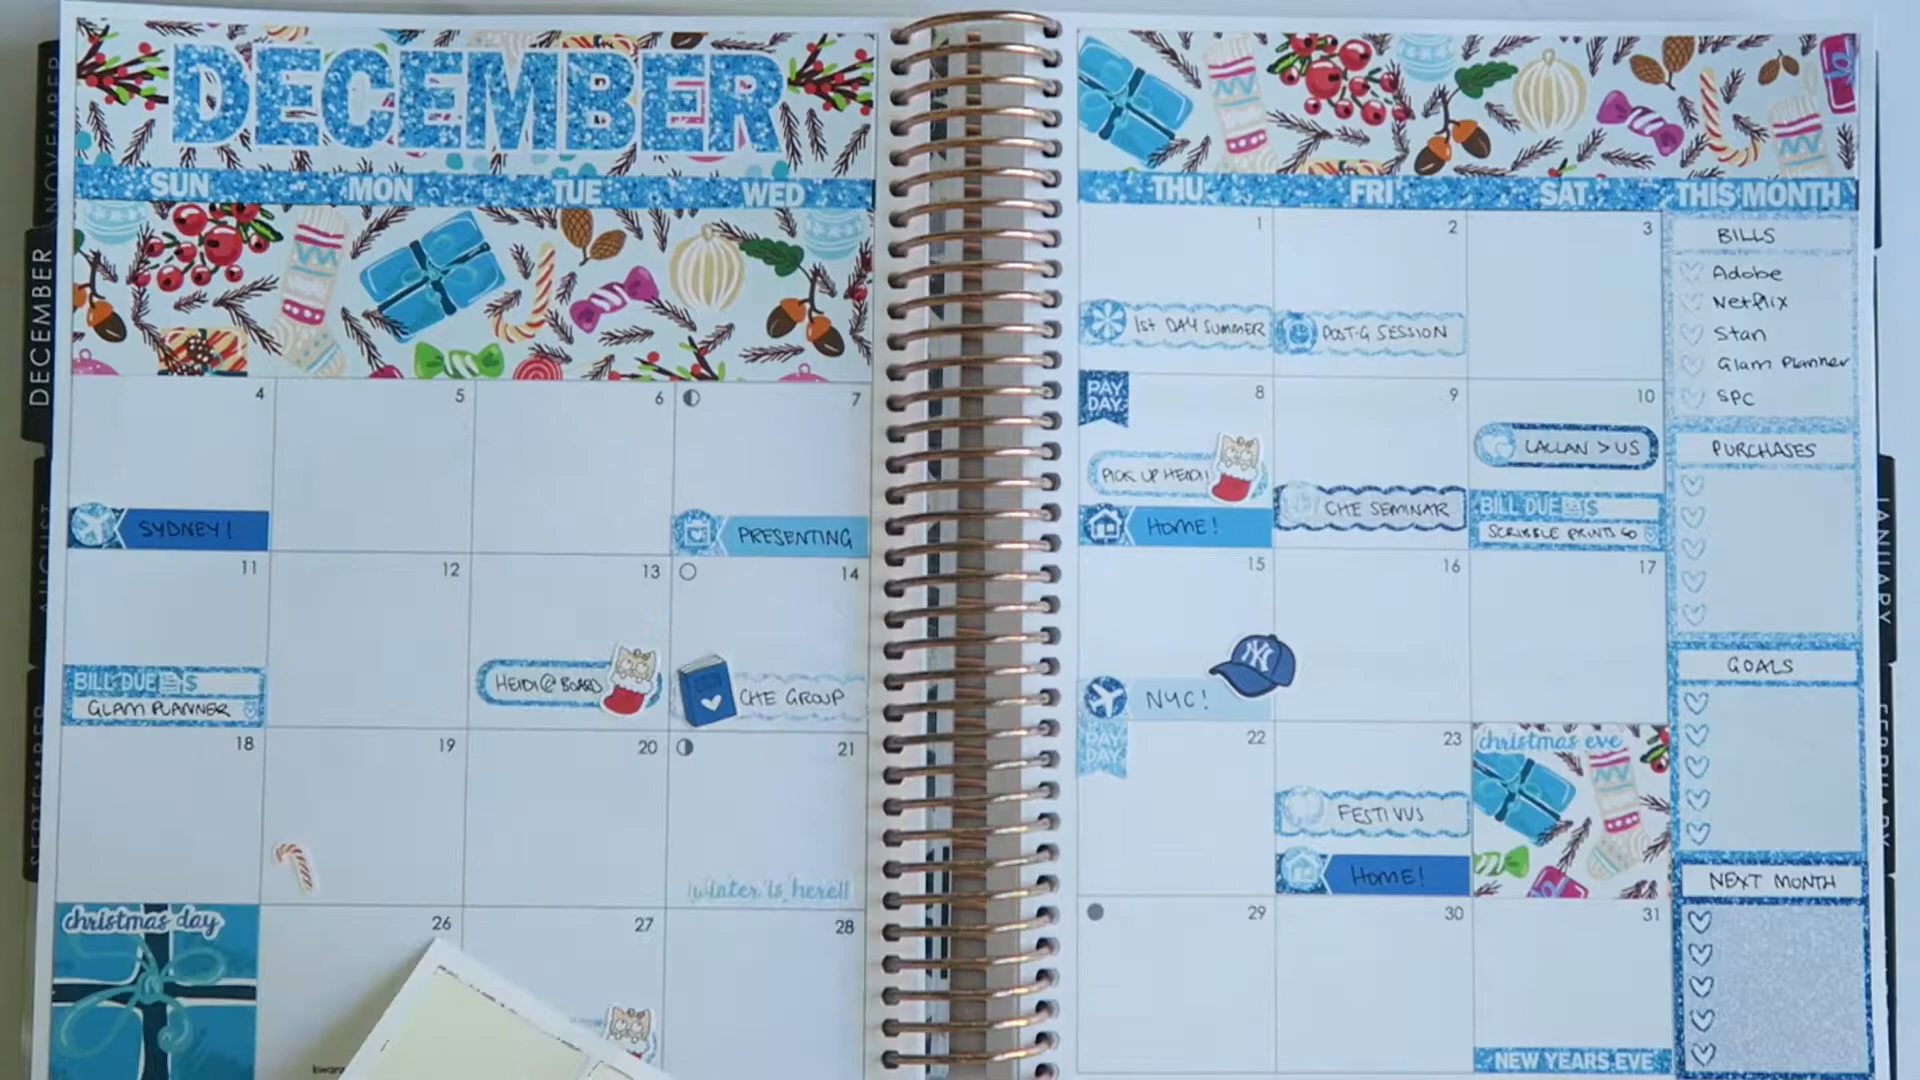 DECEMBER
SUN MON TUE WED
THU FRI SAT THIS MONTH
NOVEMBER
DECEMBER
AUGUST
SEPTEMBER
JANUARY
FEBRUARY
1
1st DAY SUMMER
2
POST-G SESSION
3
BILLS
Adobe
Netflix
Stan
Glam Planner
SPC
4
SYDNEY!
5
6
7
PRESENTING
PAY
DAY
8
PICK UP HEIDI!
HOME!
9
CHE SEMINAR
10
LALLAN > US
BILL DUE $
SCRIBBLE PRINTS CO
PURCHASES
11
BILL DUE $
GLAM PLANNER
12
13
HEIDI @ BOARD
14
CHE GROUP
15
NYC!
NY
16
17
GOALS
18
19
20
21
winter is here!!
PAY
DAY
22
23
FESTIVUS
HOME!
christmas eve
NEXT MONTH
christmas day
26
27
28
29
30
31
NEW YEARS EVE